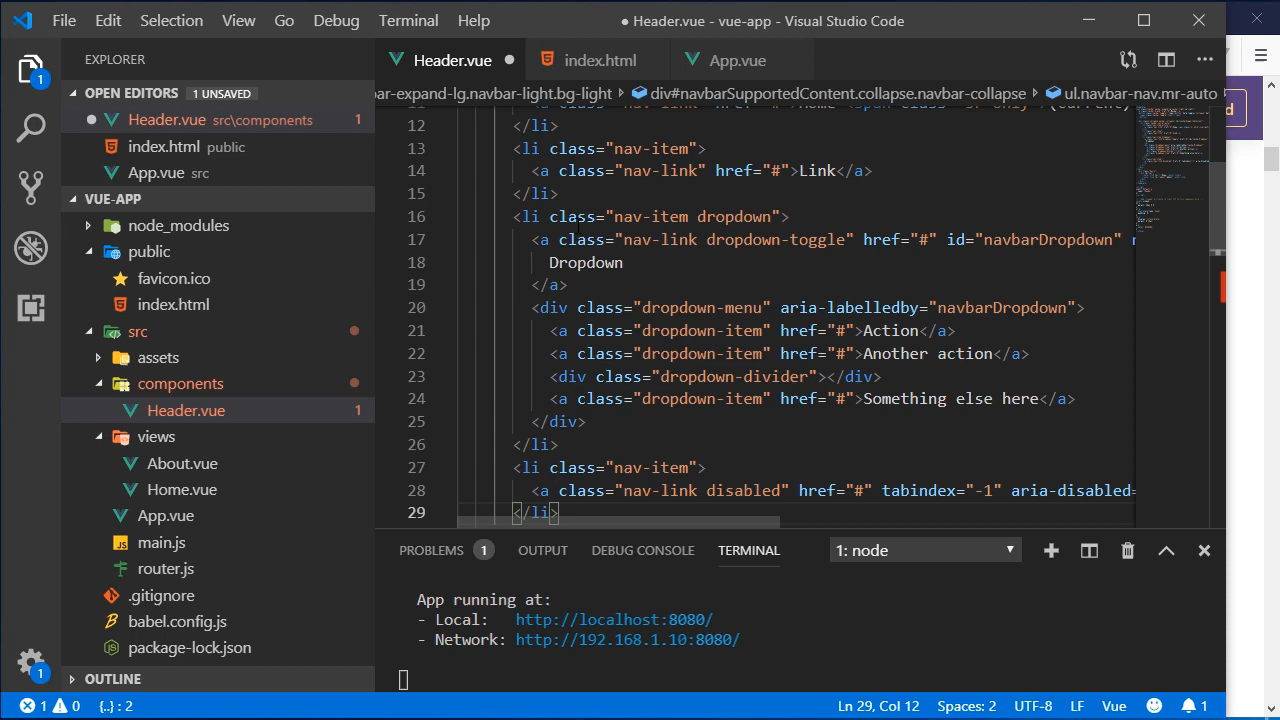 File Edit Selection View Go Debug Terminal Help
● Header.vue - vue-app - Visual Studio Code
EXPLORER
OPEN EDITORS 1 UNSAVED
Header.vue src\components 1
index.html public
App.vue src
VUE-APP
node_modules
public
favicon.ico
index.html
src
assets
components
Header.vue 1
views
About.vue
Home.vue
App.vue
main.js
router.js
.gitignore
babel.config.js
package-lock.json
OUTLINE
1
1
Header.vue index.html App.vue
bar-expand-lg.navbar-light.bg-light div#navbarSupportedContent.collapse.navbar-collapse ul.navbar-nav.mr-auto
12 </li>
13 <li class="nav-item">
14 <a class="nav-link" href="#">Link</a>
15 </li>
16 <li class="nav-item dropdown">
17 <a class="nav-link dropdown-toggle" href="#" id="navbarDropdown"
18 Dropdown
19 </a>
20 <div class="dropdown-menu" aria-labelledby="navbarDropdown">
21 <a class="dropdown-item" href="#">Action</a>
22 <a class="dropdown-item" href="#">Another action</a>
23 <div class="dropdown-divider"></div>
24 <a class="dropdown-item" href="#">Something else here</a>
25 </div>
26 </li>
27 <li class="nav-item">
28 <a class="nav-link disabled" href="#" tabindex="-1" aria-disabled=
29 </li>
PROBLEMS 1 OUTPUT DEBUG CONSOLE TERMINAL 1: node
App running at:
- Local: http://localhost:8080/
- Network: http://192.168.1.10:8080/
1 0 {..} : 2 Ln 29, Col 12 Spaces: 2 UTF-8 LF Vue 1